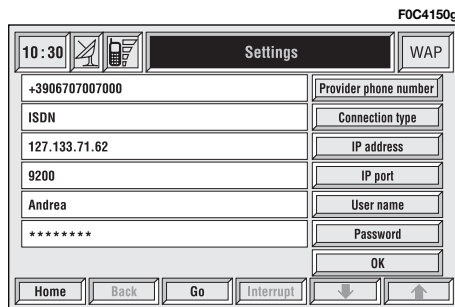 F0C4150g
10:30 Settings WAP
+3906707007000 Provider phone number
ISDN Connection type
127.133.71.62 IP address
9200 IP port
Andrea User name
******** Password
OK
Home Back Go Interrupt